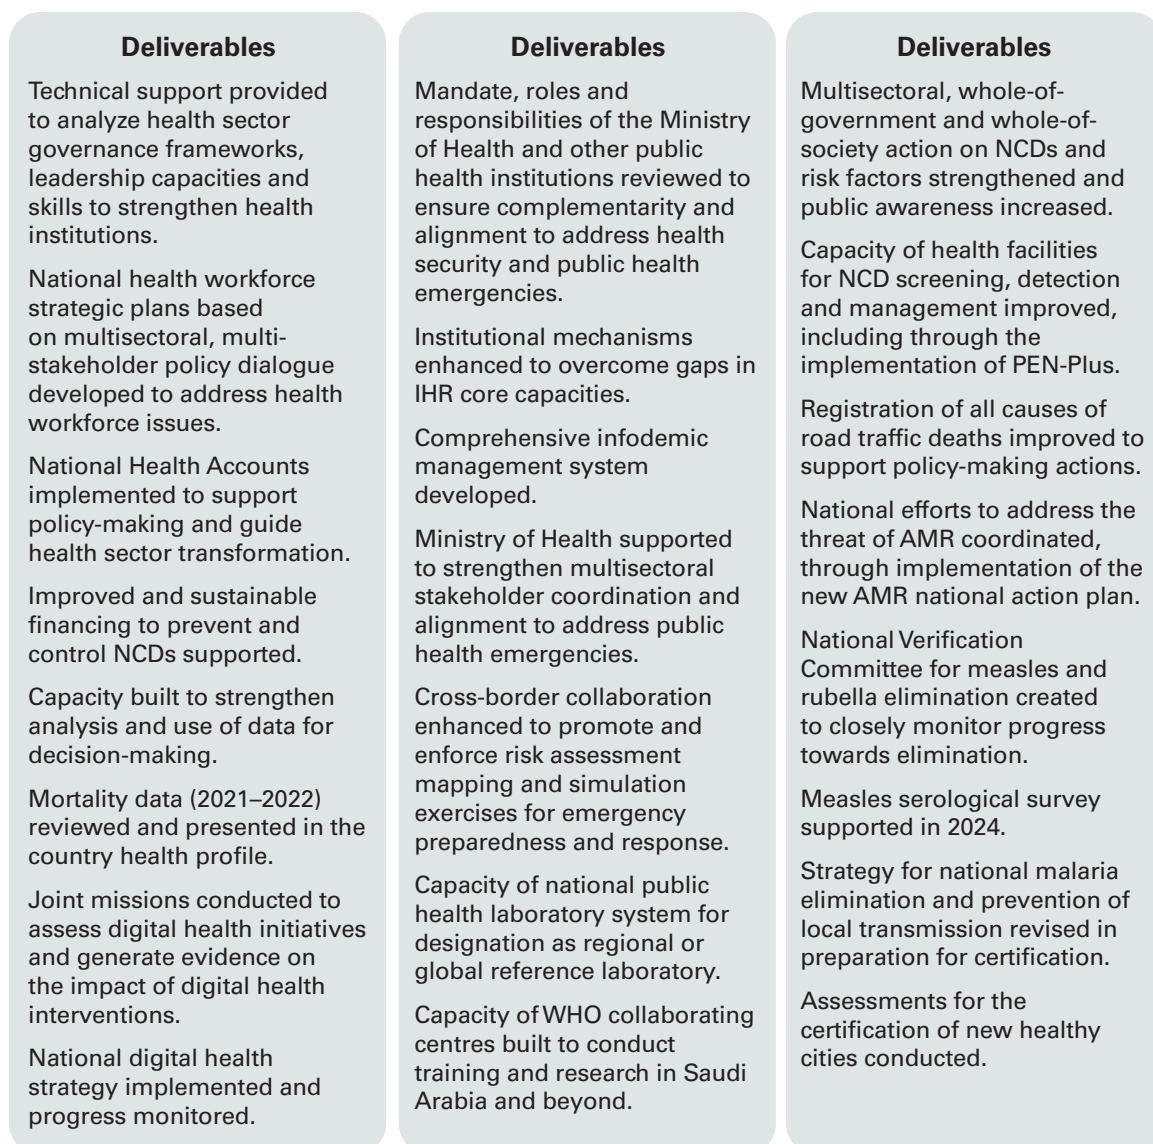 Deliverables
Technical support provided
to analyze health sector
governance frameworks,
leadership capacities and
skills to strengthen health
institutions.
National health workforce
strategic plans based
on multisectoral, multi-
stakeholder policy dialogue
developed to address health
workforce issues.
National Health Accounts
implemented to support
policy-making and guide
health sector transformation.
Improved and sustainable
financing to prevent and
control NCDs supported.
Capacity built to strengthen
analysis and use of data for
decision-making.
Mortality data (2021–2022)
reviewed and presented in the
country health profile.
Joint missions conducted to
assess digital health initiatives
and generate evidence on
the impact of digital health
interventions.
National digital health
strategy implemented and
progress monitored.
Deliverables
Mandate, roles and
responsibilities of the Ministry
of Health and other public
health institutions reviewed to
ensure complementarity and
alignment to address health
security and public health
emergencies.
Institutional mechanisms
enhanced to overcome gaps in
IHR core capacities.
Comprehensive infodemic
management system
developed.
Ministry of Health supported
to strengthen multisectoral
stakeholder coordination and
alignment to address public
health emergencies.
Cross-border collaboration
enhanced to promote and
enforce risk assessment
mapping and simulation
exercises for emergency
preparedness and response.
Capacity of national public
health laboratory system for
designation as regional or
global reference laboratory.
Capacity of WHO collaborating
centres built to conduct
training and research in Saudi
Arabia and beyond.
Deliverables
Multisectoral, whole-of-
government and whole-of-
society action on NCDs and
risk factors strengthened and
public awareness increased.
Capacity of health facilities
for NCD screening, detection
and management improved,
including through the
implementation of PEN-Plus.
Registration of all causes of
road traffic deaths improved to
support policy-making actions.
National efforts to address the
threat of AMR coordinated,
through implementation of the
new AMR national action plan.
National Verification
Committee for measles and
rubella elimination created
to closely monitor progress
towards elimination.
Measles serological survey
supported in 2024.
Strategy for national malaria
elimination and prevention of
local transmission revised in
preparation for certification.
Assessments for the
certification of new healthy
cities conducted.